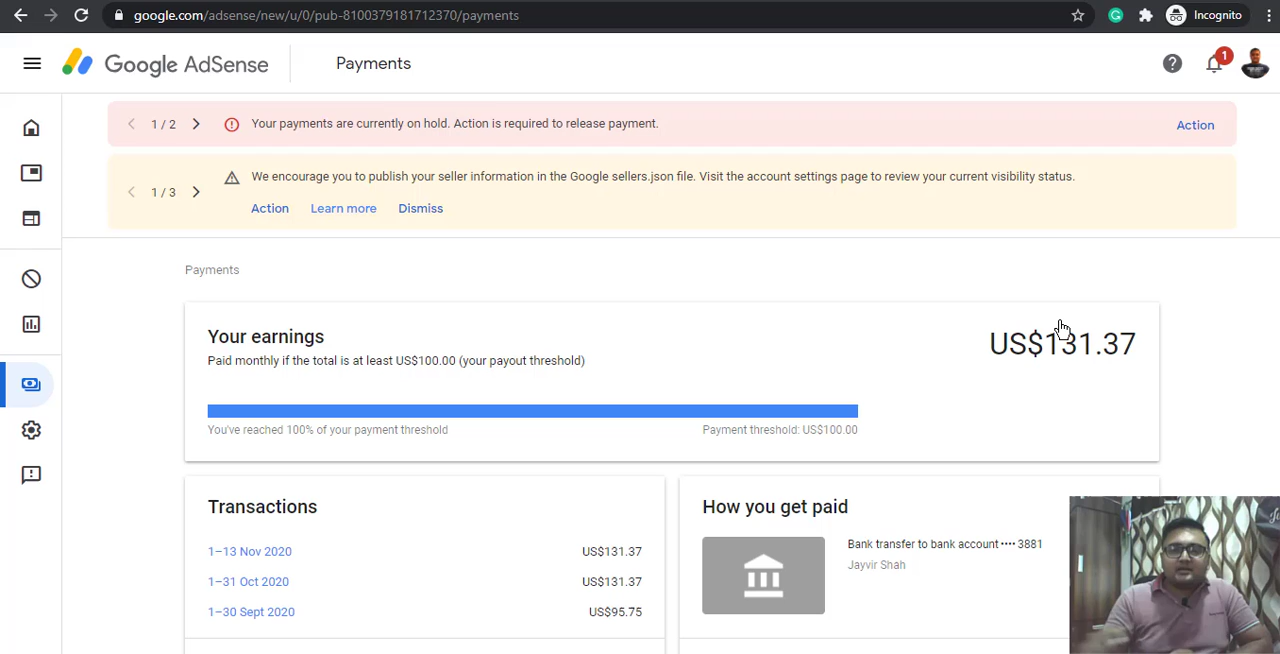 google.com/adsense/new/u/0/pub-8100379181712370/payments
Incognito
Google AdSense
Payments
1
1 / 2
Your payments are currently on hold. Action is required to release payment.
Action
1 / 3
We encourage you to publish your seller information in the Google sellers.json file. Visit the account settings page to review your current visibility status.
Action
Learn more
Dismiss
Payments
Your earnings
US$131.37
Paid monthly if the total is at least US$100.00 (your payout threshold)
You've reached 100% of your payment threshold
Payment threshold: US$100.00
Transactions
1–13 Nov 2020 US$131.37
1–31 Oct 2020 US$131.37
1–30 Sept 2020 US$95.75
How you get paid
Bank transfer to bank account •••• 3881
Jayvir Shah